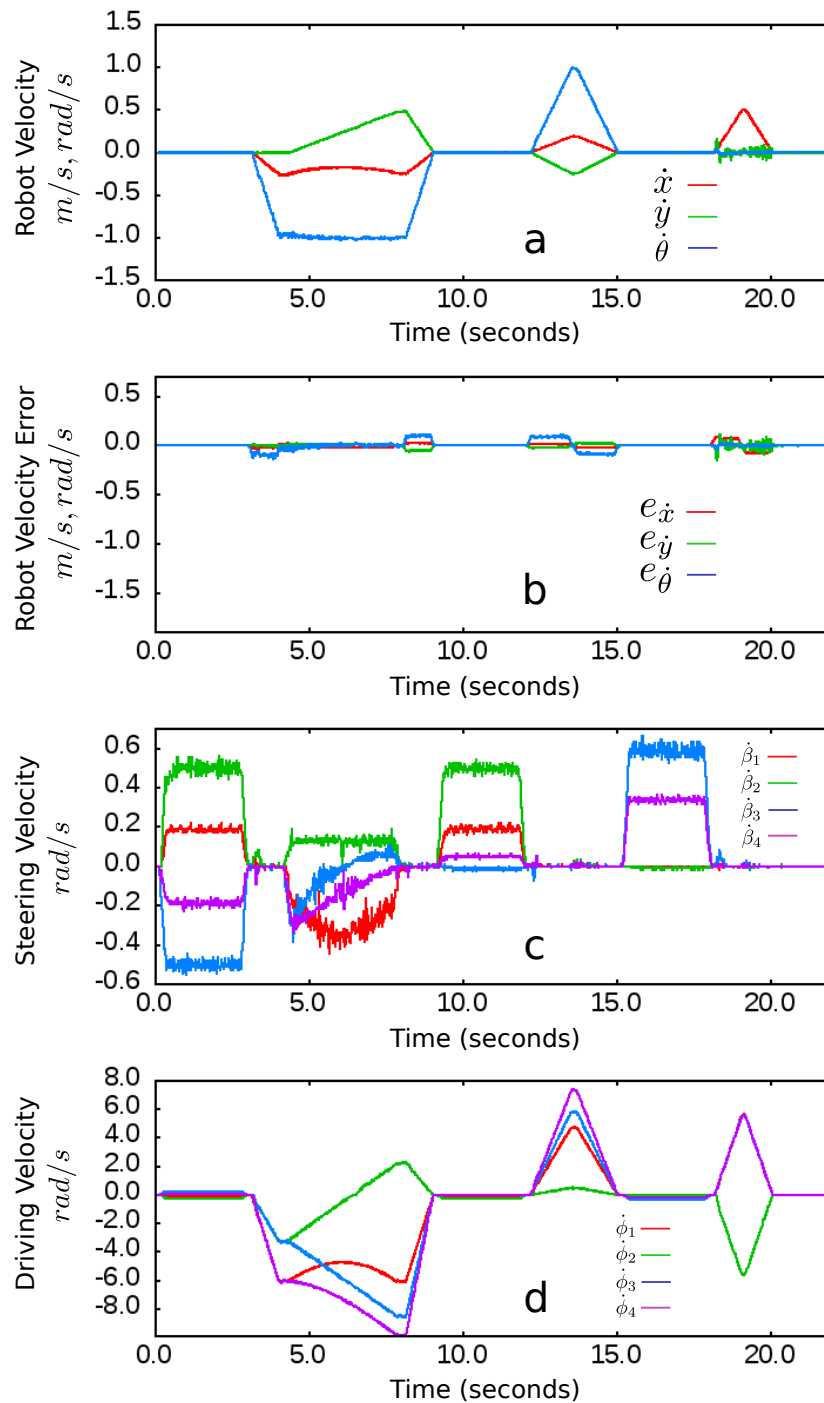 Robot Velocity
m/s, rad/s
1.5
1.0
0.5
0.0
-0.5
-1.0
-1.5
ẋ
ẏ
θ̇
a
0.0 5.0 10.0 15.0 20.0
Time (seconds)
Robot Velocity Error
m/s, rad/s
0.5
0.0
-0.5
-1.0
-1.5
e_ẋ
e_ẏ
e_θ̇
b
0.0 5.0 10.0 15.0 20.0
Time (seconds)
Steering Velocity
rad/s
0.6
0.4
0.2
0.0
-0.2
-0.4
-0.6
β̇₁
β̇₂
β̇₃
β̇₄
c
0.0 5.0 10.0 15.0 20.0
Time (seconds)
Driving Velocity
rad/s
8.0
6.0
4.0
2.0
0.0
-2.0
-4.0
-6.0
-8.0
ϕ̇₁
ϕ̇₂
ϕ̇₃
ϕ̇₄
d
0.0 5.0 10.0 15.0 20.0
Time (seconds)